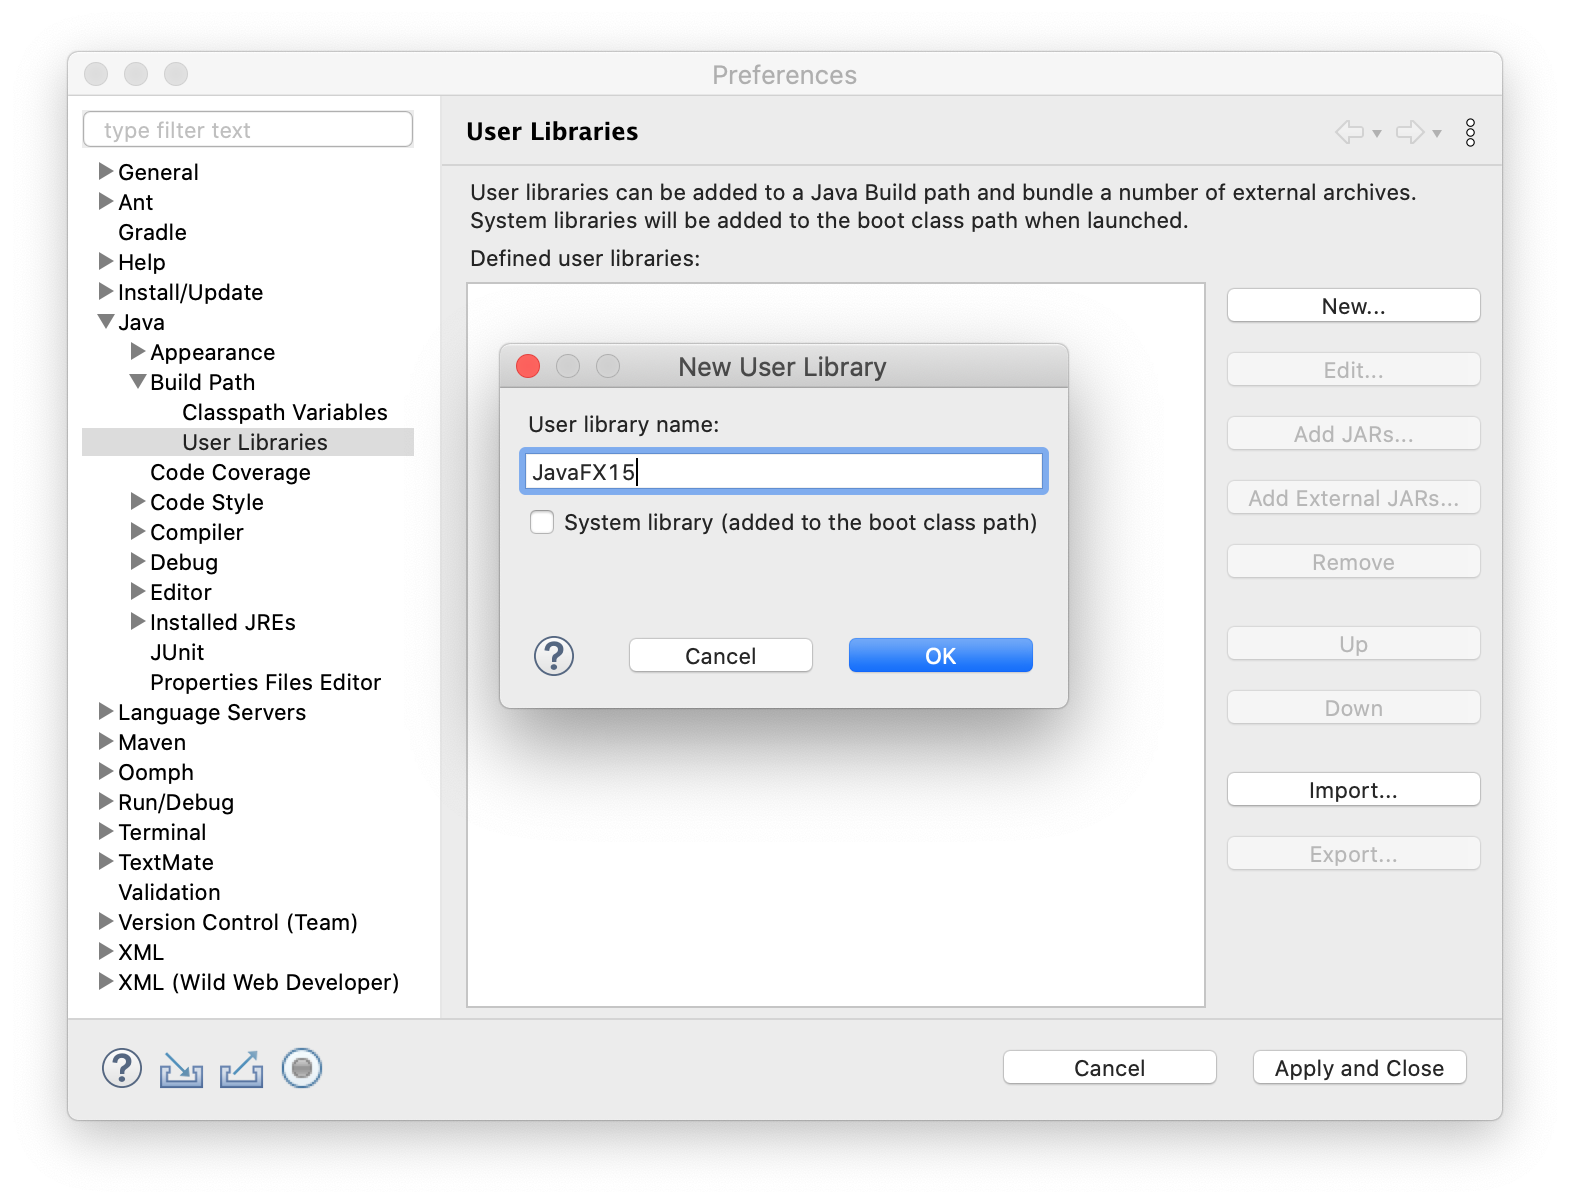 Preferences
type filter text
General
Ant
Gradle
Help
Install/Update
Java
Appearance
Build Path
Classpath Variables
User Libraries
Code Coverage
Code Style
Compiler
Debug
Editor
Installed JREs
JUnit
Properties Files Editor
Language Servers
Maven
Oomph
Run/Debug
Terminal
TextMate
Validation
Version Control (Team)
XML
XML (Wild Web Developer)
User Libraries
User libraries can be added to a Java Build path and bundle a number of external archives.
System libraries will be added to the boot class path when launched.
Defined user libraries:
New User Library
User library name:
JavaFX15
System library (added to the boot class path)
?
Cancel
OK
New...
Edit...
Add JARs...
Add External JARs...
Remove
Up
Down
Import...
Export...
?
Cancel
Apply and Close